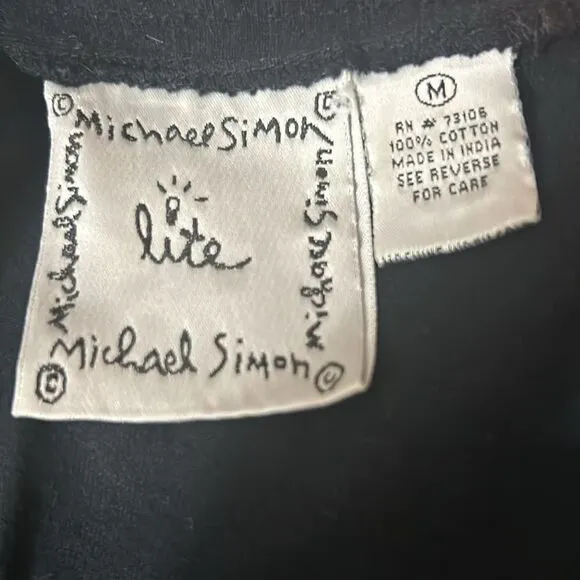 © Michael Simon ©
Michael Simon
lite
Michael Simon
© Michael Simon ©
M
RN # 73106
100% COTTON
MADE IN INDIA
SEE REVERSE
FOR CARE